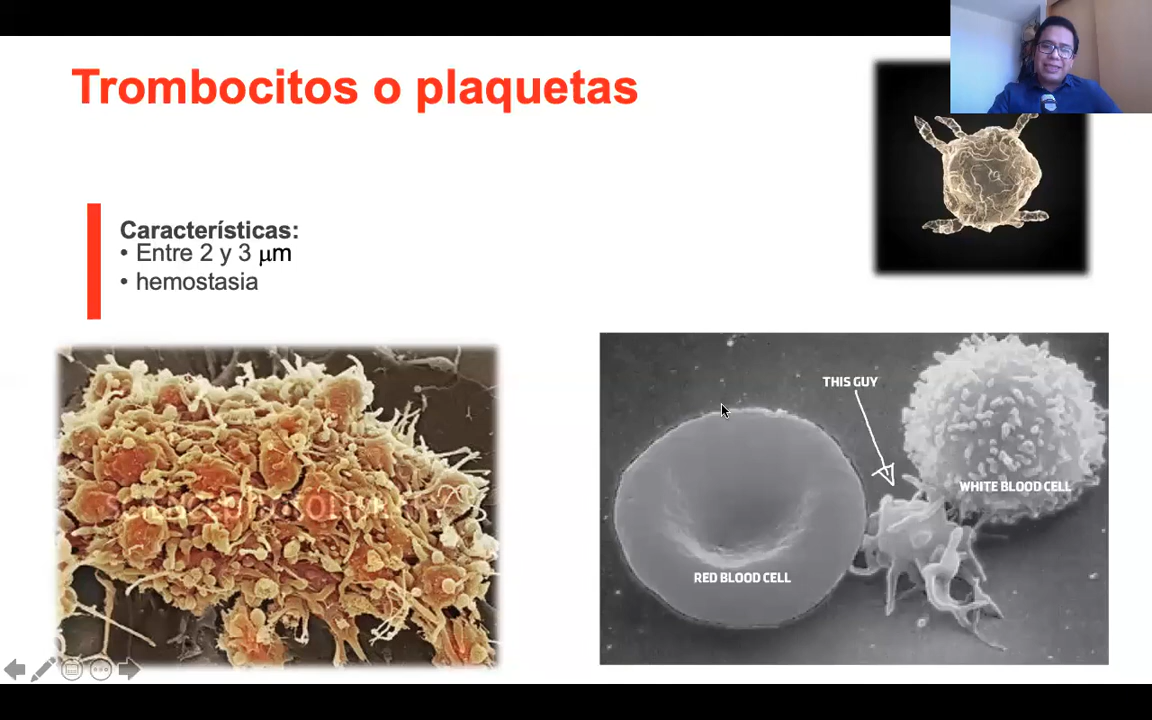 Trombocitos o plaquetas
Características:
• Entre 2 y 3 μm
• hemostasia
THIS GUY
WHITE BLOOD CELL
RED BLOOD CELL